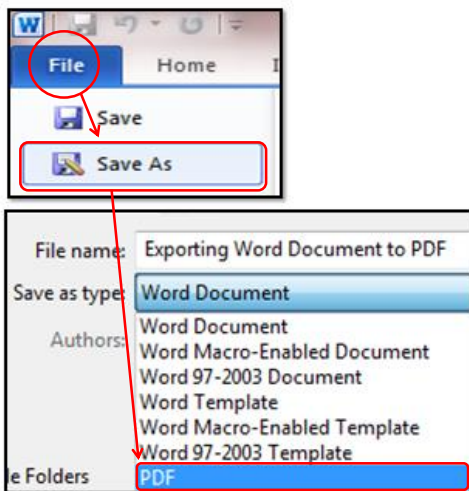 W
File Home I
Save
Save As
File name: Exporting Word Document to PDF
Save as type: Word Document
Authors:
Word Document
Word Macro-Enabled Document
Word 97-2003 Document
Word Template
Word Macro-Enabled Template
Word 97-2003 Template
le Folders PDF